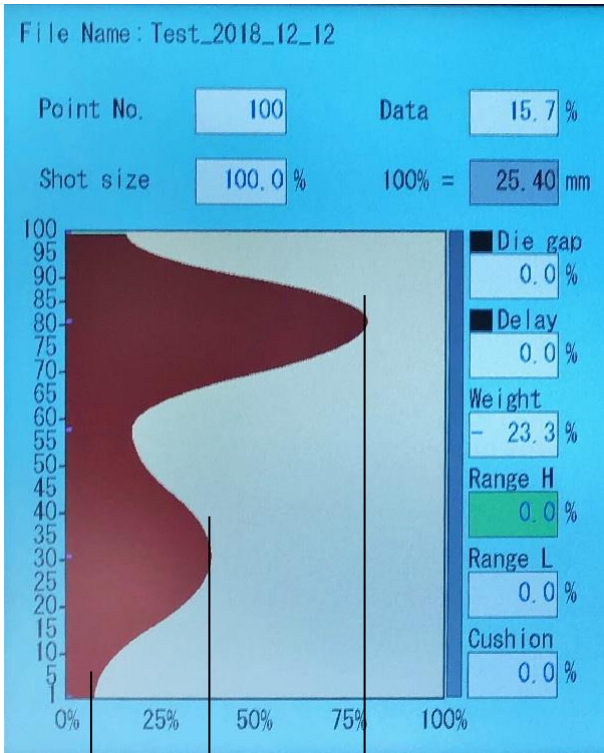 File Name: Test_2018_12_12
Point No. 100 Data 15.7 %
Shot size 100.0 % 100% = 25.40 mm
100
95
90
85
80
75
70
65
60
55
50
45
40
35
30
25
20
15
10
5
1
0% 25% 50% 75% 100%
Die gap
0.0 %
Delay
0.0 %
Weight
- 23.3 %
Range H
0.0 %
Range L
0.0 %
Cushion
0.0 %